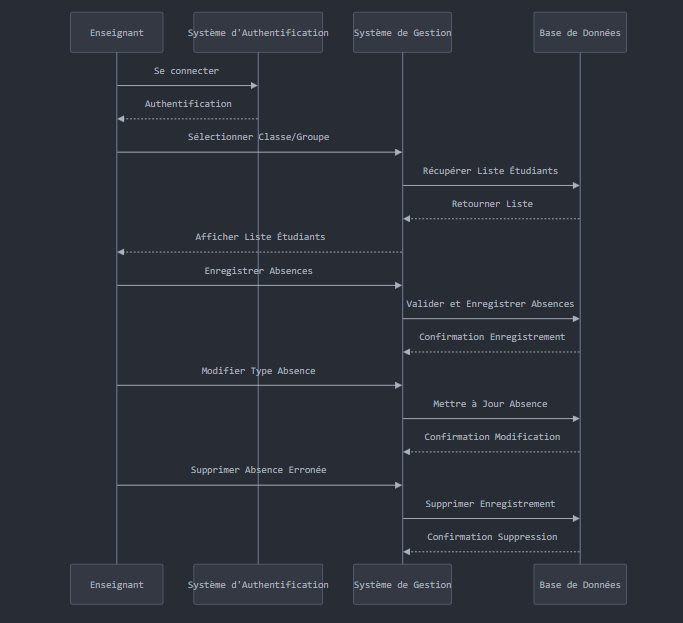 Enseignant
Système d'Authentification
Système de Gestion
Base de Données
Se connecter
Authentification
Sélectionner Classe/Groupe
Récupérer Liste Étudiants
Retourner Liste
Afficher Liste Étudiants
Enregistrer Absences
Valider et Enregistrer Absences
Confirmation Enregistrement
Modifier Type Absence
Mettre à Jour Absence
Confirmation Modification
Supprimer Absence Erronée
Supprimer Enregistrement
Confirmation Suppression
Enseignant
Système d'Authentification
Système de Gestion
Base de Données